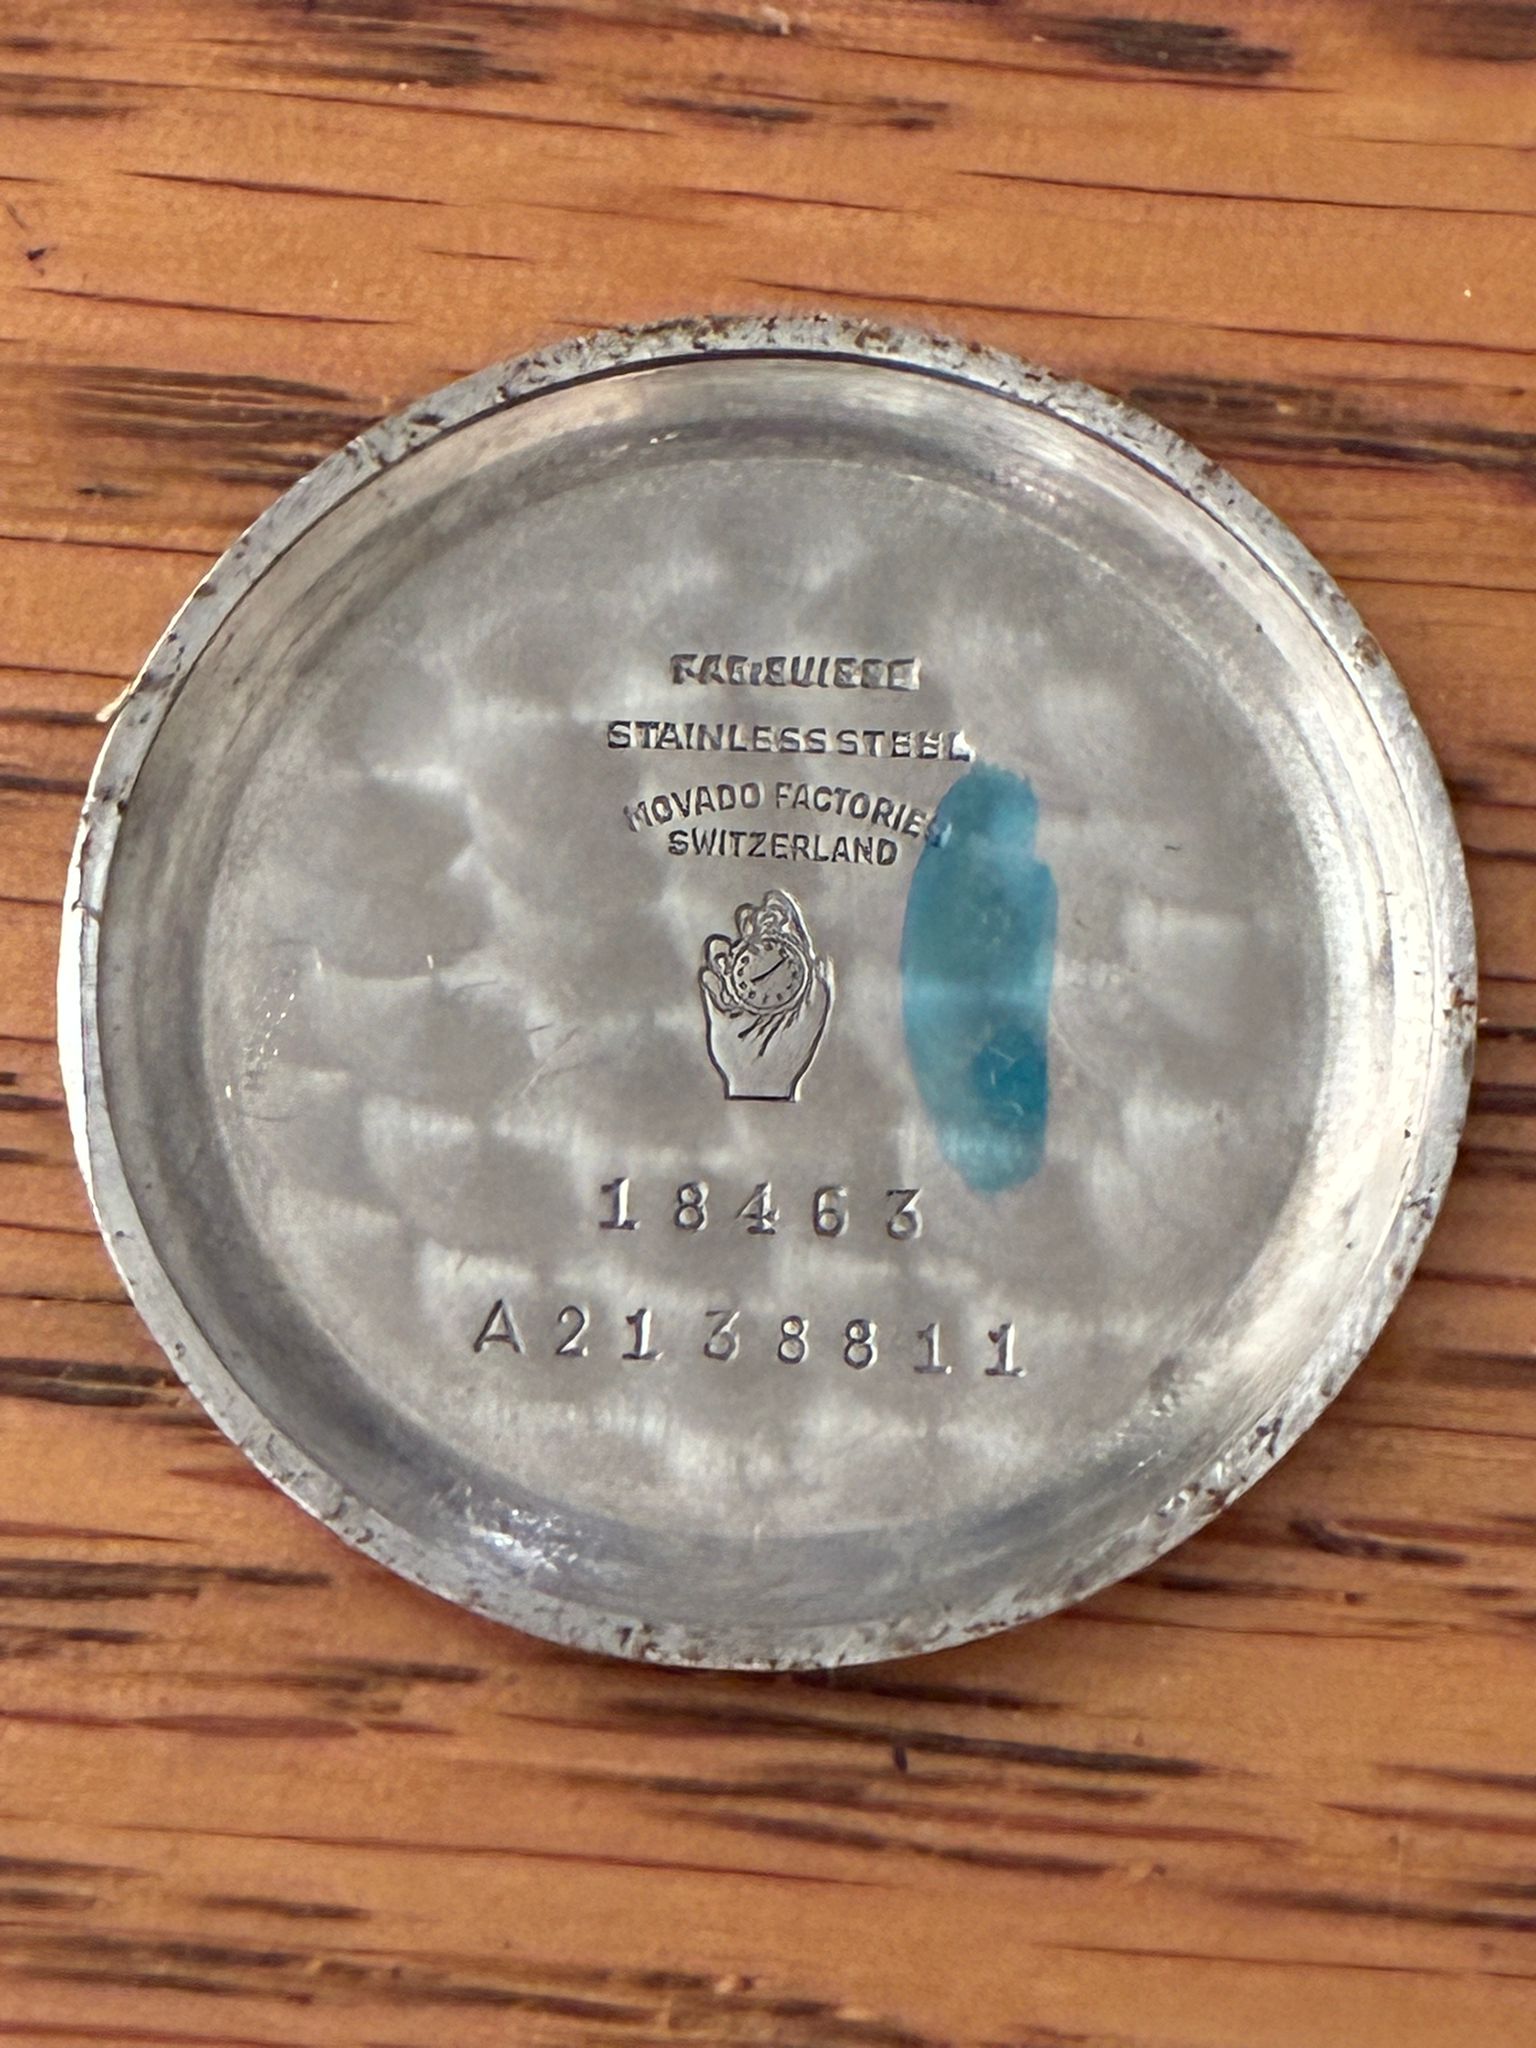 FAB.SUISSE
STAINLESS STEEL
MOVADO FACTORIES
SWITZERLAND
18463
A2138811